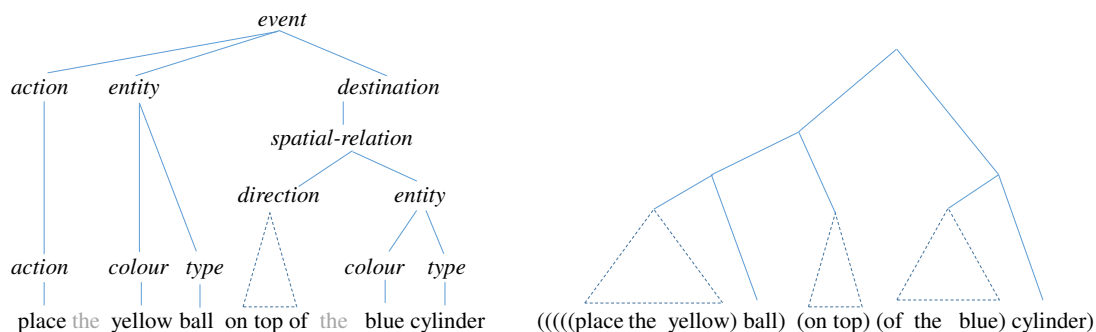 event
action entity destination
spatial-relation
direction entity
action colour type colour type
place the yellow ball on top of the blue cylinder (((((place the yellow) ball) (on top) (of the blue) cylinder)